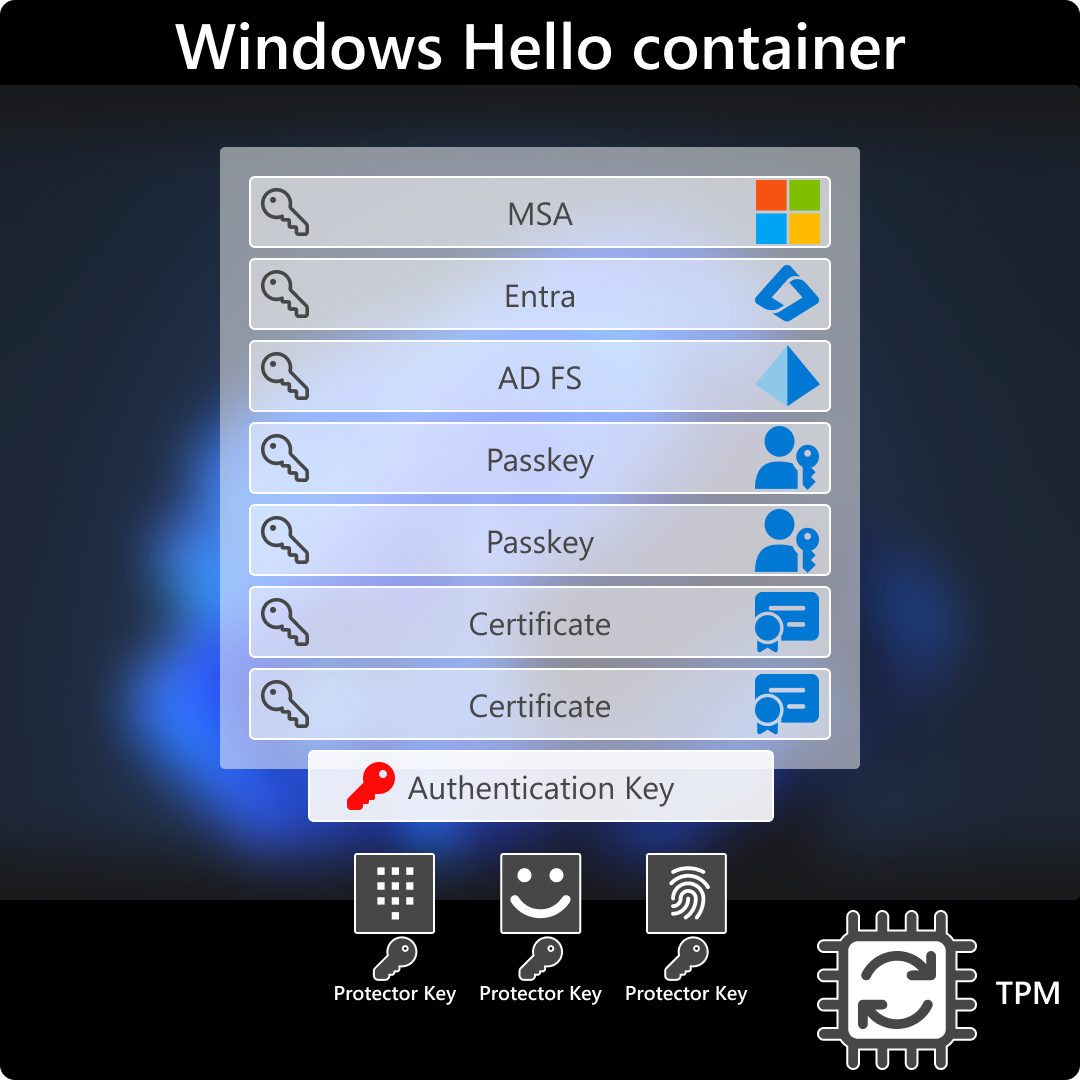 Windows Hello container
MSA
Entra
AD FS
Passkey
Passkey
Certificate
Certificate
Authentication Key
Protector Key
Protector Key
Protector Key
TPM